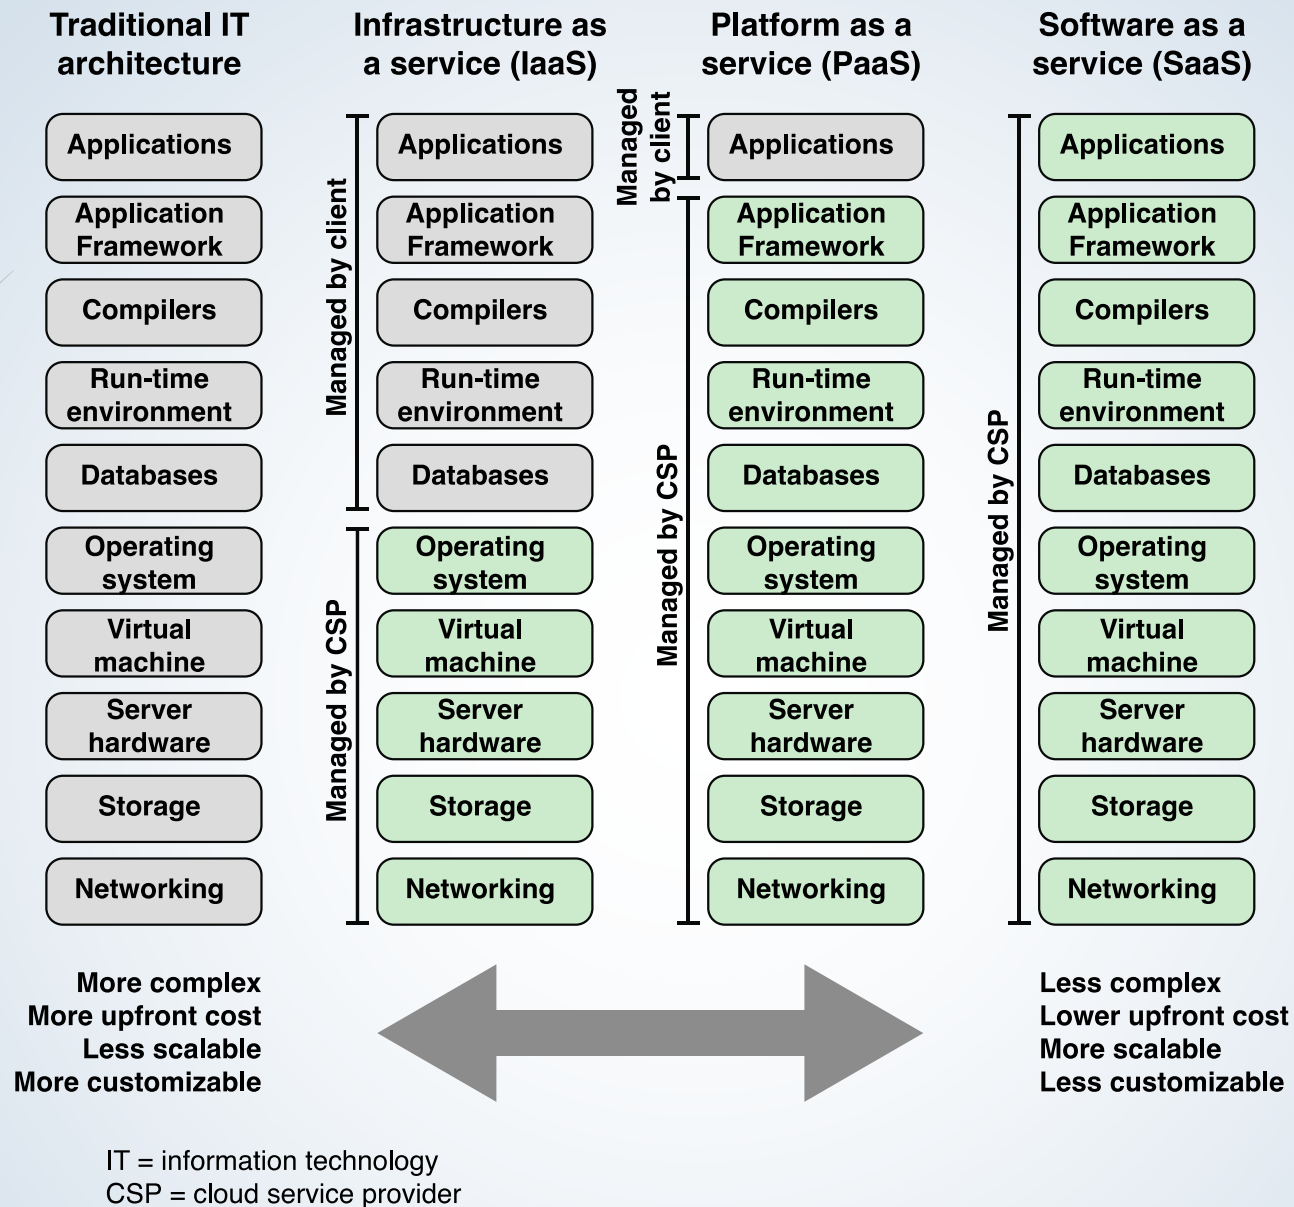 Traditional IT
architecture
Infrastructure as
a service (IaaS)
Platform as a
service (PaaS)
Software as a
service (SaaS)
Applications
Application
Framework
Compilers
Run-time
environment
Databases
Operating
system
Virtual
machine
Server
hardware
Storage
Networking
Managed by client
Managed by CSP
Applications
Application
Framework
Compilers
Run-time
environment
Databases
Operating
system
Virtual
machine
Server
hardware
Storage
Networking
Managed
by client
Managed by CSP
Applications
Application
Framework
Compilers
Run-time
environment
Databases
Operating
system
Virtual
machine
Server
hardware
Storage
Networking
Managed by CSP
Applications
Application
Framework
Compilers
Run-time
environment
Databases
Operating
system
Virtual
machine
Server
hardware
Storage
Networking
More complex
More upfront cost
Less scalable
More customizable
Less complex
Lower upfront cost
More scalable
Less customizable
IT = information technology
CSP = cloud service provider